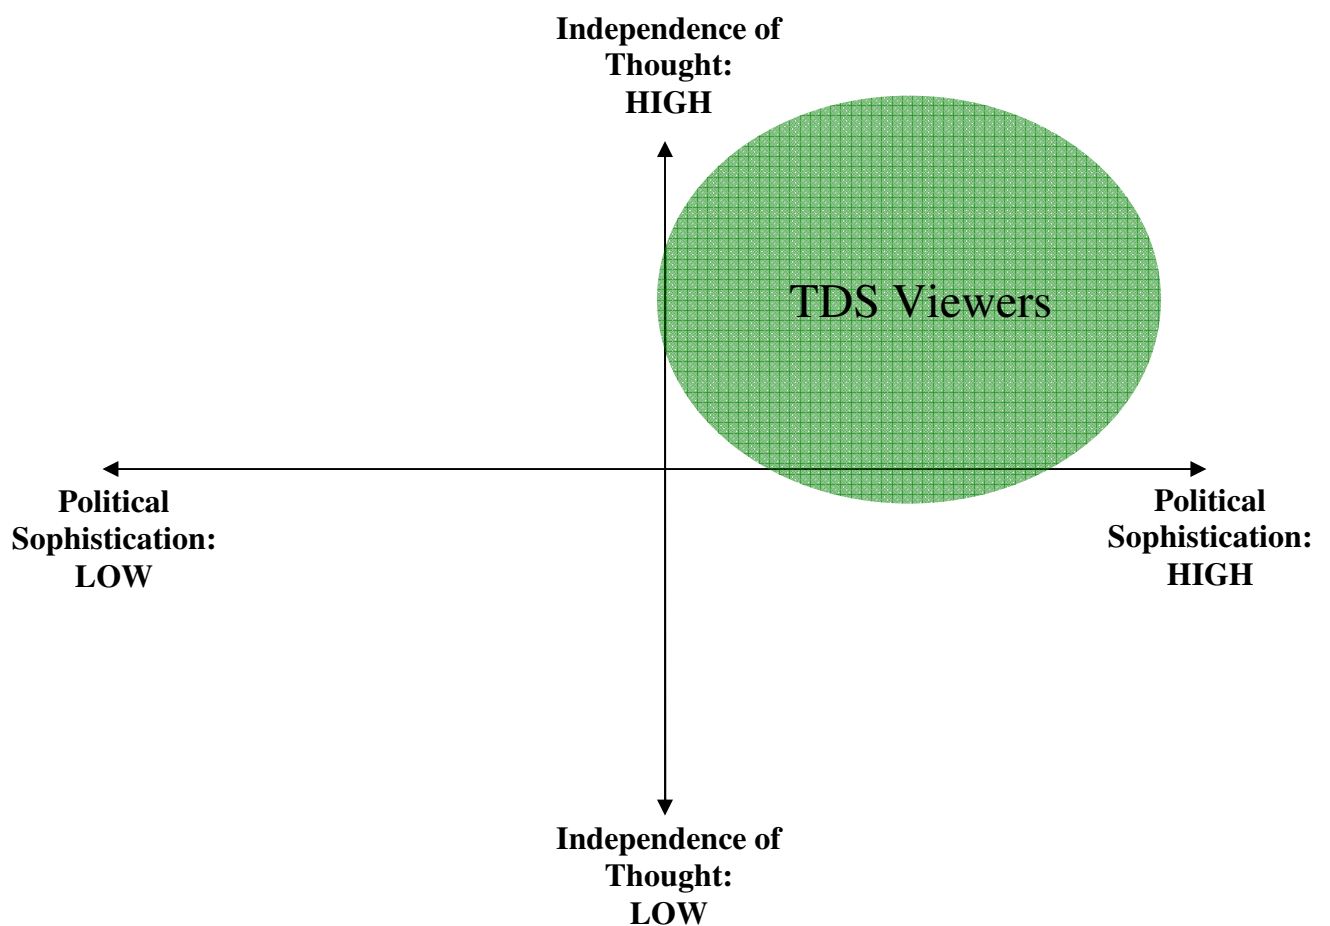 Independence of
Thought:
HIGH
TDS Viewers
Political
Sophistication:
LOW
Political
Sophistication:
HIGH
Independence of
Thought:
LOW